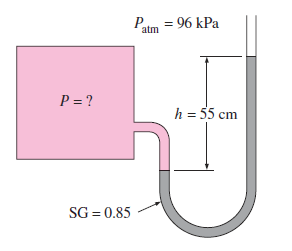 P_atm = 96 kPa
P = ?
h = 55 cm
SG = 0.85